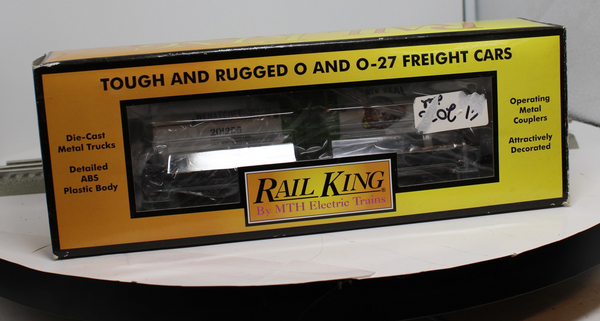 TOUGH AND RUGGED O AND O-27 FREIGHT CARS
Die-Cast
Metal Trucks
Detailed
ABS
Plastic Body
Operating
Metal
Couplers
Attractively
Decorated
RAIL KING®
By MTH Electric Trains